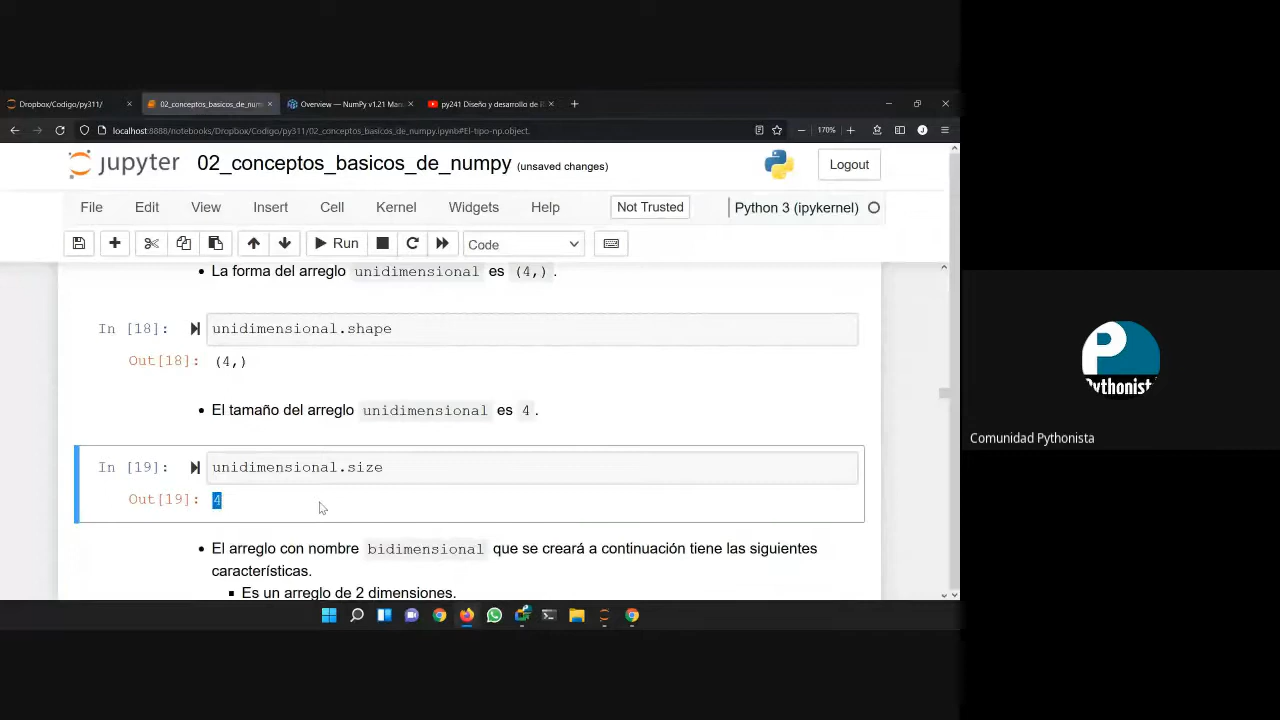 Dropbox/Codigo/py311/
02_conceptos_basicos_de_num
Overview — NumPy v1.21 Man
py241 Diseño y desarrollo de
localhost:8888/notebooks/Dropbox/Codigo/py311/02_conceptos_basicos_de_numpy.ipynb#El-tipo-np.object.
170%
jupyter 02_conceptos_basicos_de_numpy (unsaved changes)
Logout
File Edit View Insert Cell Kernel Widgets Help Not Trusted Python 3 (ipykernel)
Run Code
• La forma del arreglo unidimensional es (4,) .
In [18]: unidimensional.shape
Out[18]: (4,)
• El tamaño del arreglo unidimensional es 4 .
In [19]: unidimensional.size
Out[19]: 4
• El arreglo con nombre bidimensional que se creará a continuación tiene las siguientes
características.
▪ Es un arreglo de 2 dimensiones.
P
Pythonist
Comunidad Pythonista